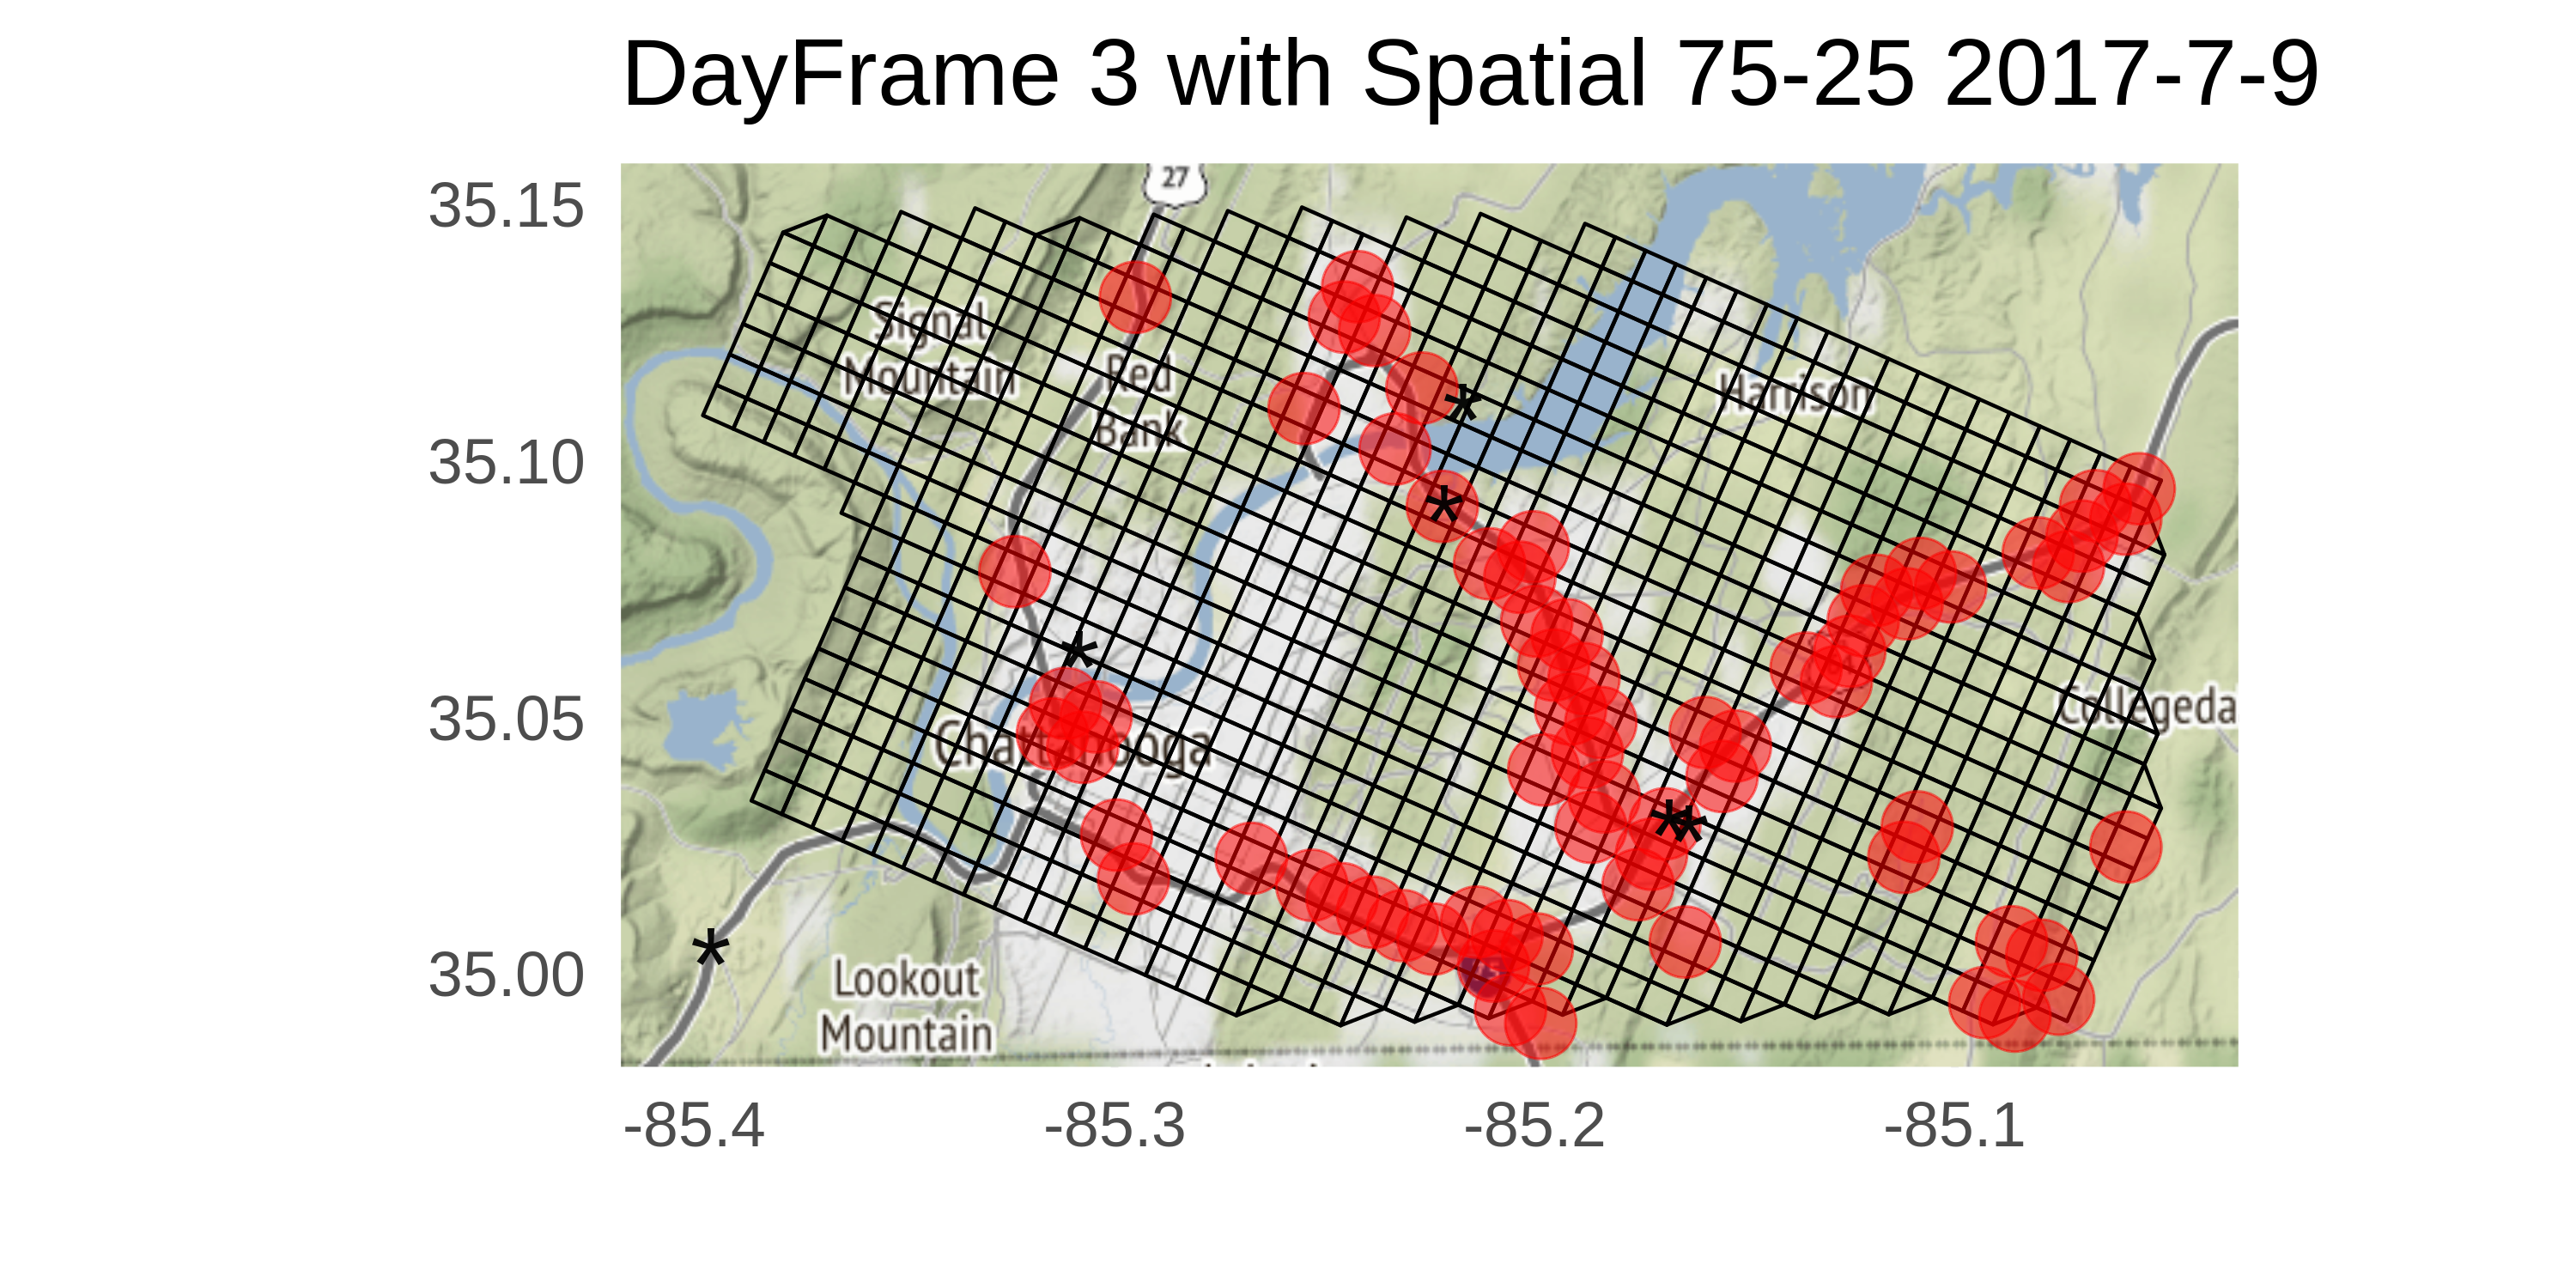 DayFrame 3 with Spatial 75-25 2017-7-9
35.15
35.10
35.05
35.00
27
Signal
Mountain
Red
Bank
Harrison
Collegeda
Chattanooga
Lookout
Mountain
-85.4
-85.3
-85.2
-85.1